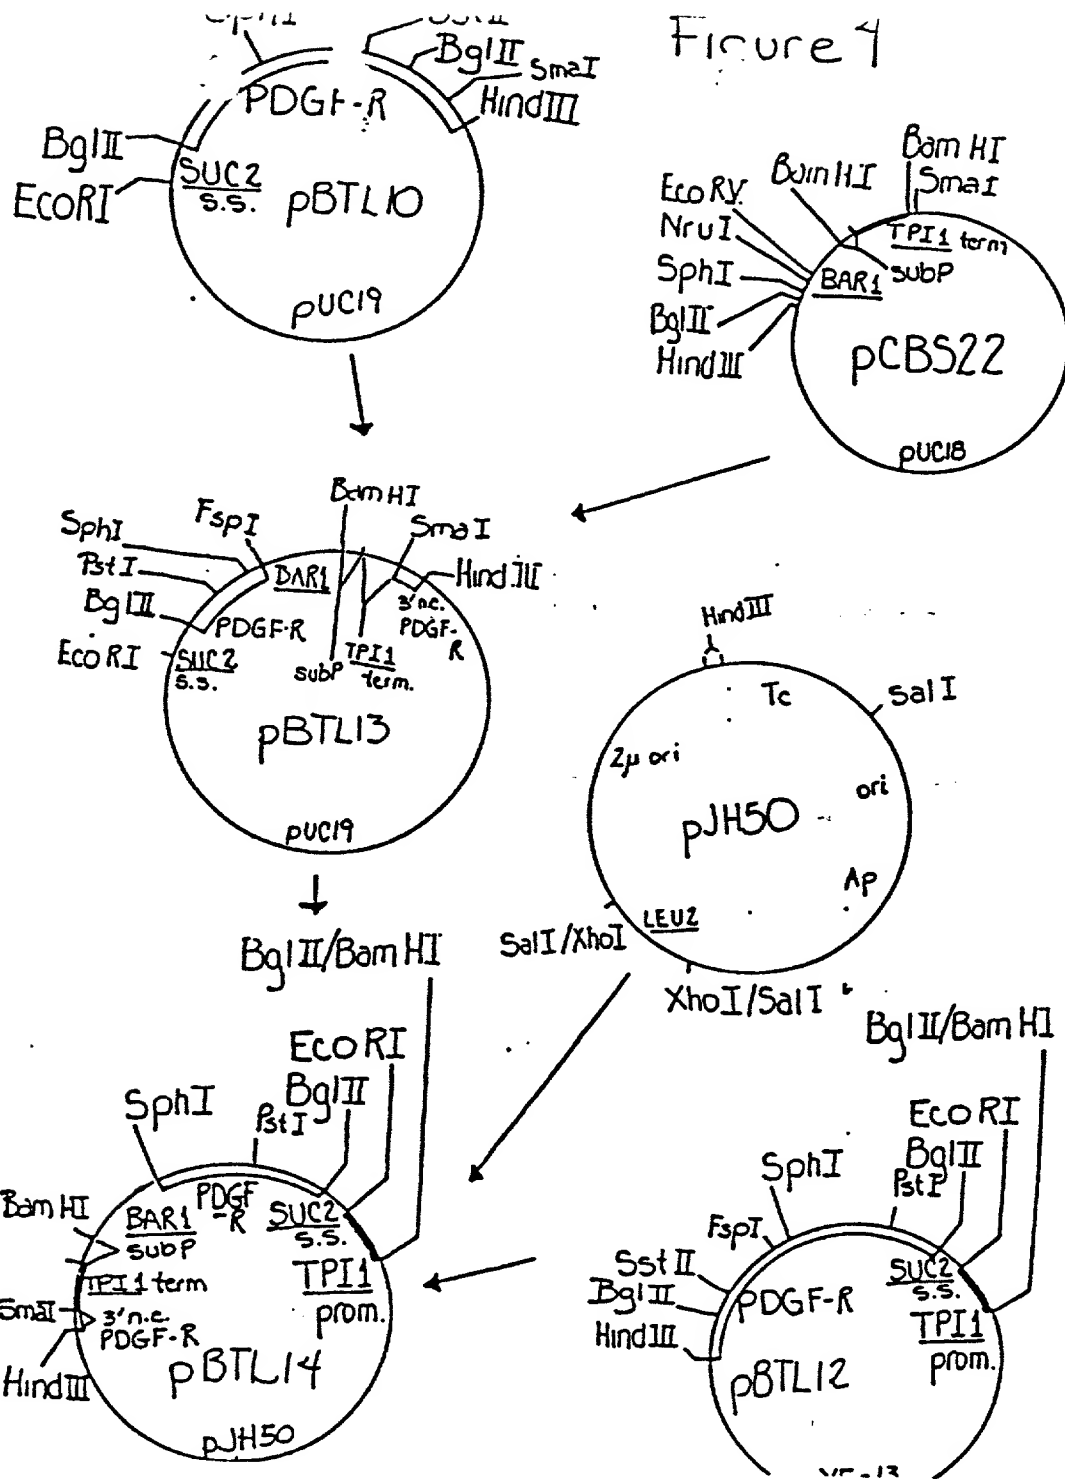 Figure 4
SphI
SstII
BglII
SmaI
HindIII
PDGF-R
BglII
EcoRI
SUC2
s.s.
pBTL10
pUC19
BamHI
BamHI
SmaI
EcoRV
NruI
SphI
BglII
HindIII
TPI1 term
subP
BAR1
pCBS22
pUC18
BamHI
FspI
SphI
SmaI
PstI
BAR1
HindIII
BglII
3'n.c.
PDGF-R
PDGF-R
EcoRI
SUC2
s.s.
subP
TPI1
term.
pBTL13
pUC19
HindIII
Tc
SalI
2μ ori
ori
pJH50
Ap
LEU2
SalI/XhoI
XhoI/SalI
BglII/BamHI
EcoRI
BglII
SphI
PstI
PDGF
-R
BamHI
BAR1
subP
SUC2
s.s.
TPI1 term
TPI1
prom.
SmaI
3'n.c.
PDGF-R
HindIII
pBTL14
pJH50
BglII/BamHI
EcoRI
BglII
SphI
PstI
FspI
SstII
BglII
HindIII
SUC2
s.s.
PDGF-R
TPI1
prom.
pBTL12